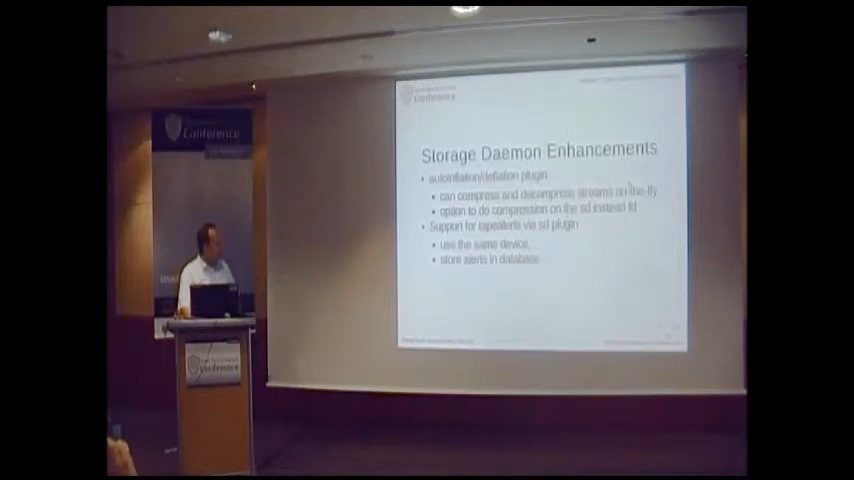 Conference
Conference
Storage Daemon Enhancements
• autoinflation/deflation plugin
• can compress and decompress streams on-the-fly
• option to do compression on the sd instead fd
• Support for tapealerts via sd plugin
• use the same device,
• store alerts in database
Conference